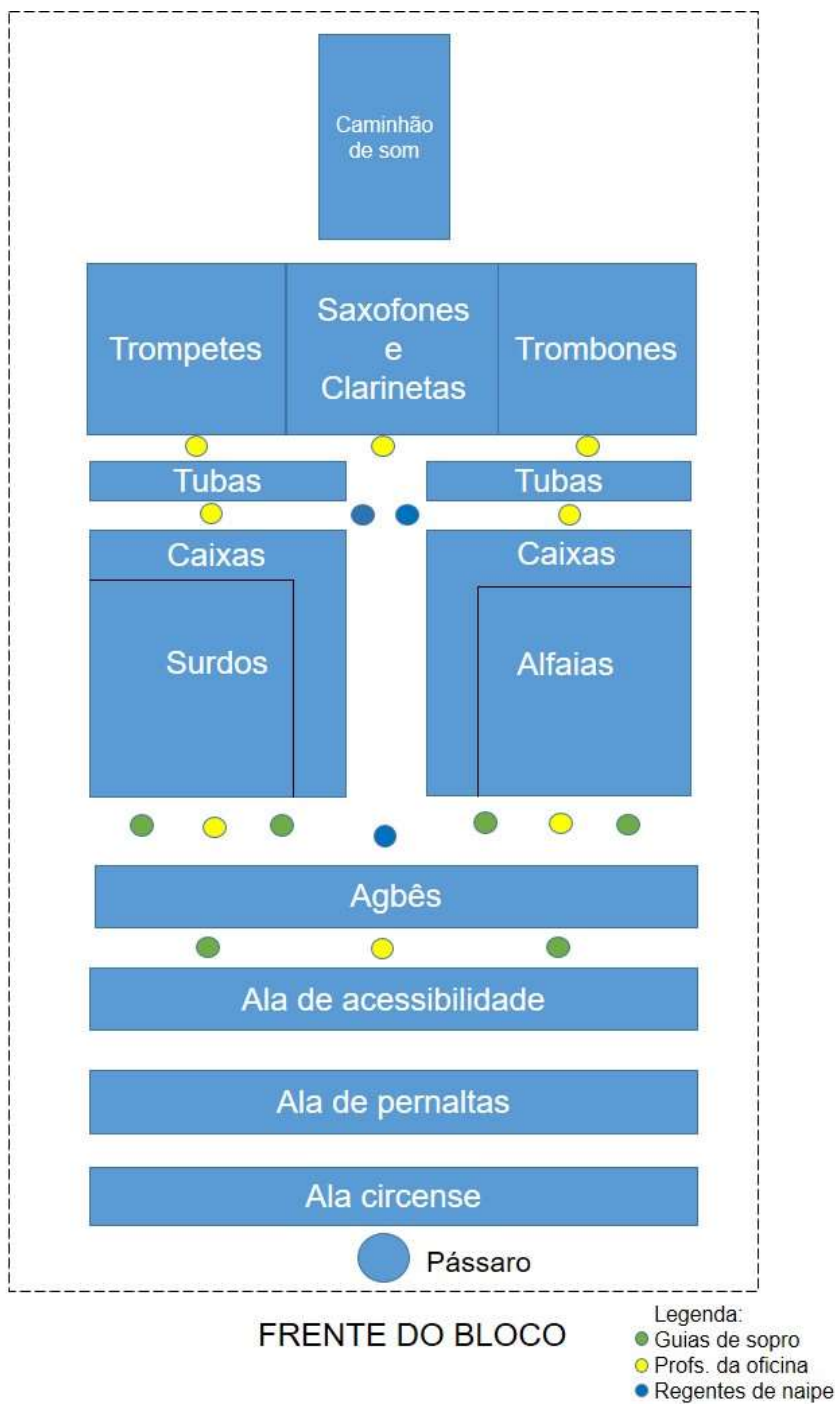 Caminhão
de som
Trompetes
Saxofones
e
Clarinetas
Trombones
Tubas
Tubas
Caixas
Caixas
Surdos
Alfaias
Agbês
Ala de acessibilidade
Ala de pernaltas
Ala circense
Pássaro
FRENTE DO BLOCO
Legenda:
Guias de sopro
Profs. da oficina
Regentes de naipe